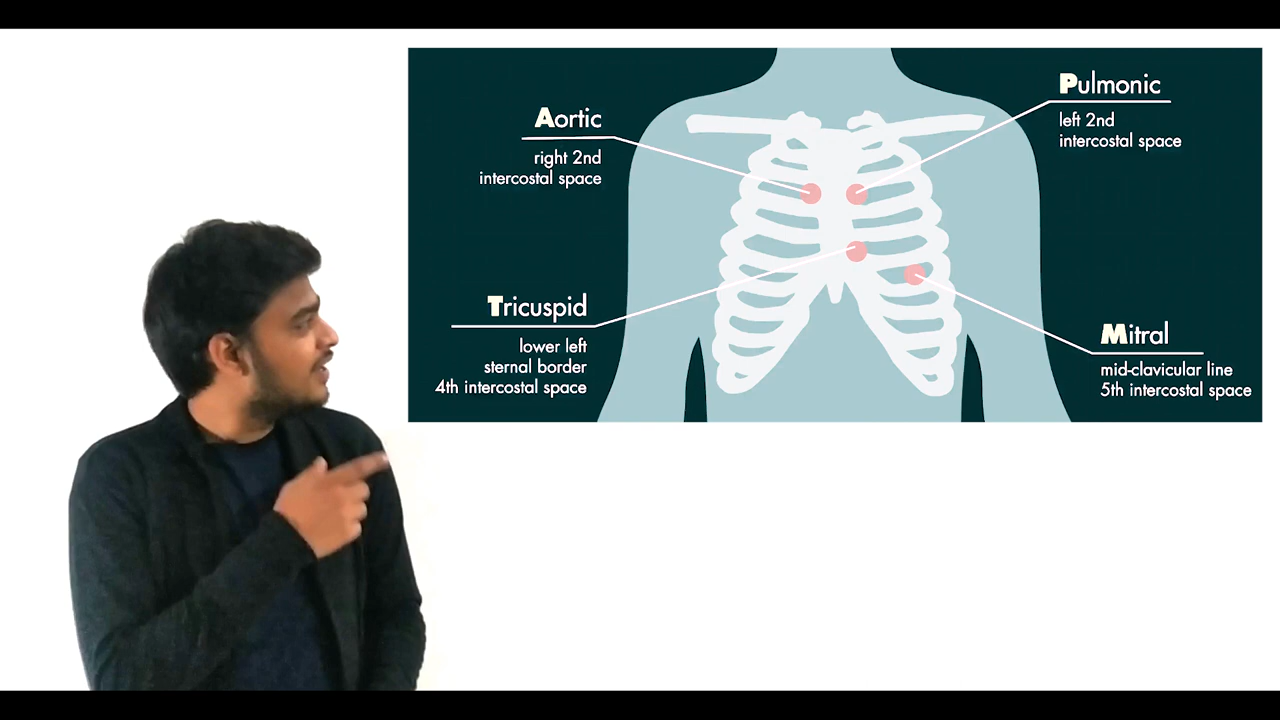 Aortic
right 2nd
intercostal space
Pulmonic
left 2nd
intercostal space
Tricuspid
lower left
sternal border
4th intercostal space
Mitral
mid-clavicular line
5th intercostal space